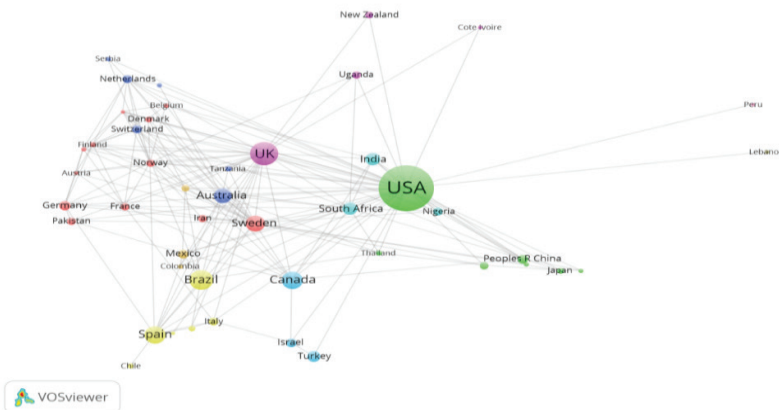 New Zealand
Cote Ivoire
Serbia
Netherlands
Uganda
Belgium
Denmark
Switzerland
Peru
Finland
UK
India
Lebano
Norway
Tanzania
Austria
USA
Australia
Germany
France
South Africa
Nigeria
Pakistan
Iran
Sweden
Mexico
Thailand
Peoples R China
Colombia
Japan
Brazil
Canada
Italy
Spain
Israel
Turkey
Chile
VOSviewer